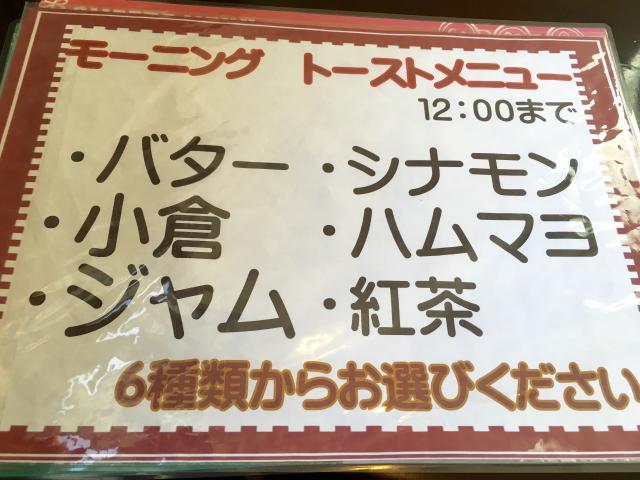 モーニング　トーストメニュー
12:00まで
・バター ・シナモン
・小倉 ・ハムマヨ
・ジャム ・紅茶
6種類からお選びください